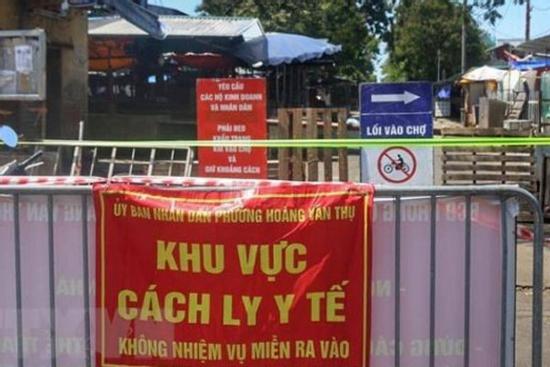 YÊU CẦU
CÁC HỘ KINH DOANH
VÀ NHÂN DÂN
PHẢI ĐEO
KHẨU TRANG
KHI VÀO CHỢ
VÀ
GIỮ KHOẢNG CÁCH
LỐI VÀO CHỢ
ỦY BAN NHÂN DÂN PHƯỜNG HOÀNG VĂN THỤ
KHU VỰC
CÁCH LY Y TẾ
KHÔNG NHIỆM VỤ MIỄN RA VÀO